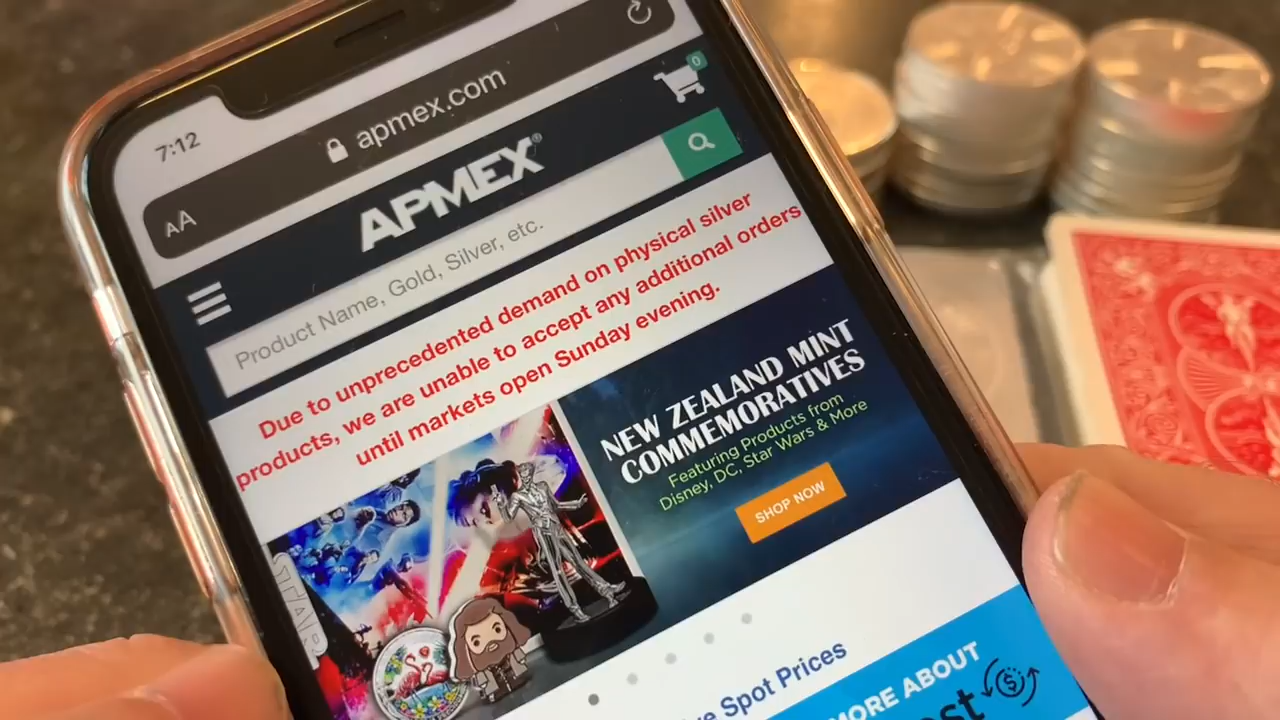 7:12
AA
apmex.com
0
APMEX®
Product Name, Gold, Silver, etc.
Due to unprecedented demand on physical silver
products, we are unable to accept any additional orders
until markets open Sunday evening.
NEW ZEALAND MINT
COMMEMORATIVES
Featuring Products from
Disney, DC, Star Wars & More
SHOP NOW
STAR
Spot Prices
MORE ABOUT